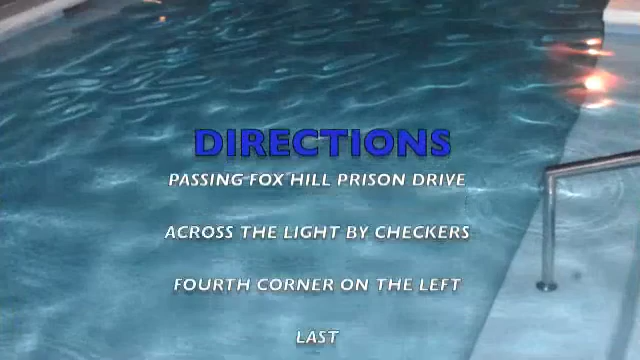 DIRECTIONS
PASSING FOX HILL PRISON DRIVE
ACROSS THE LIGHT BY CHECKERS
FOURTH CORNER ON THE LEFT
LAST